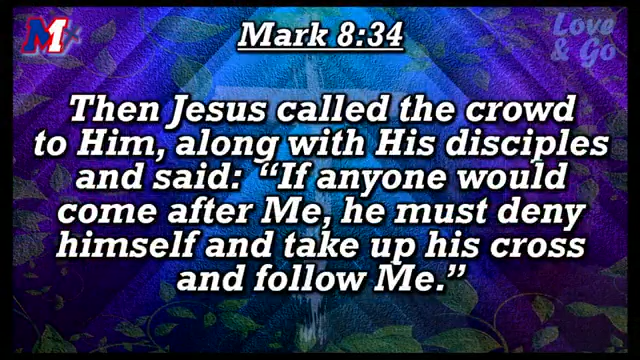 M
Love
& Go
Mark 8:34
Then Jesus called the crowd
to Him, along with His disciples
and said: “If anyone would
come after Me, he must deny
himself and take up his cross
and follow Me.”